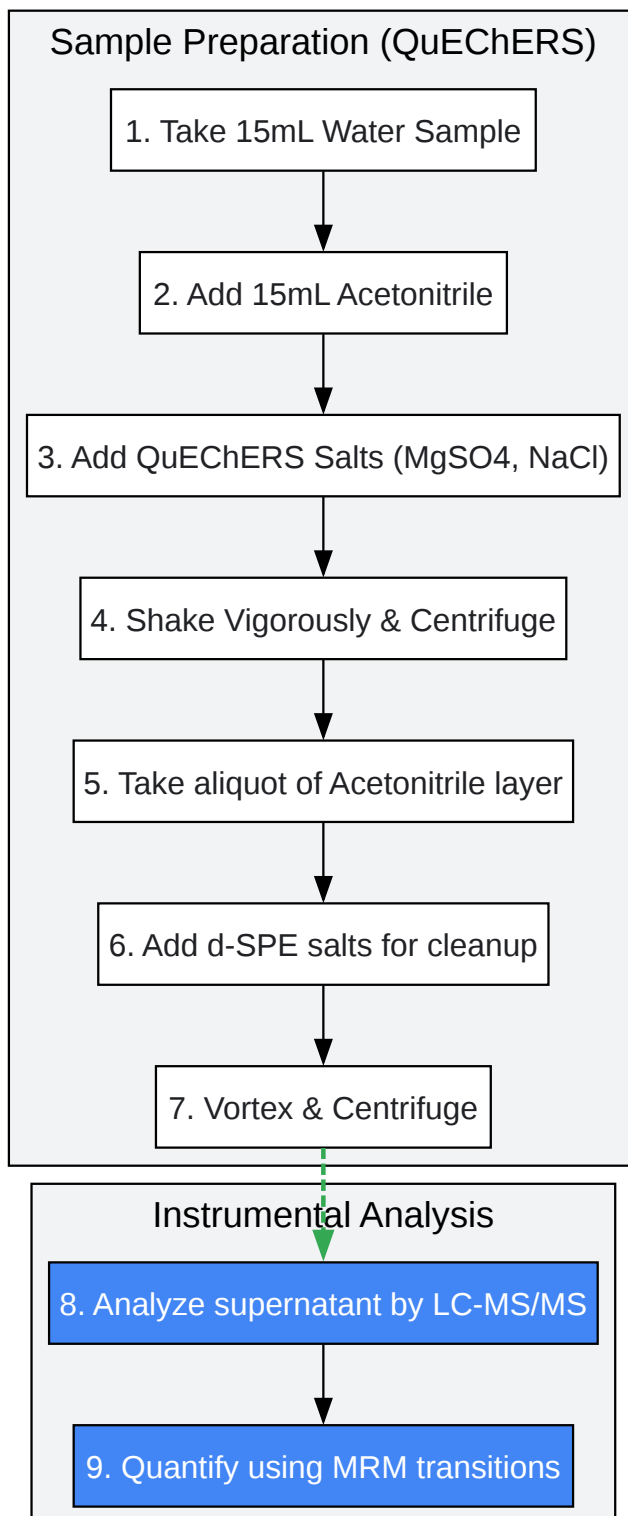 Sample Preparation (QuEChERS)
1. Take 15mL Water Sample
2. Add 15mL Acetonitrile
3. Add QuEChERS Salts (MgSO4, NaCl)
4. Shake Vigorously & Centrifuge
5. Take aliquot of Acetonitrile layer
6. Add d-SPE salts for cleanup
7. Vortex & Centrifuge
Instrumental Analysis
8. Analyze supernatant by LC-MS/MS
9. Quantify using MRM transitions